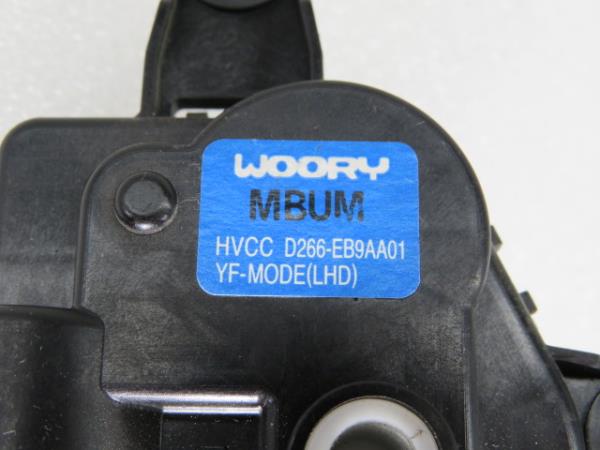 WOORY
MBUM
HVCC D266-EB9AA01
YF-MODE(LHD)